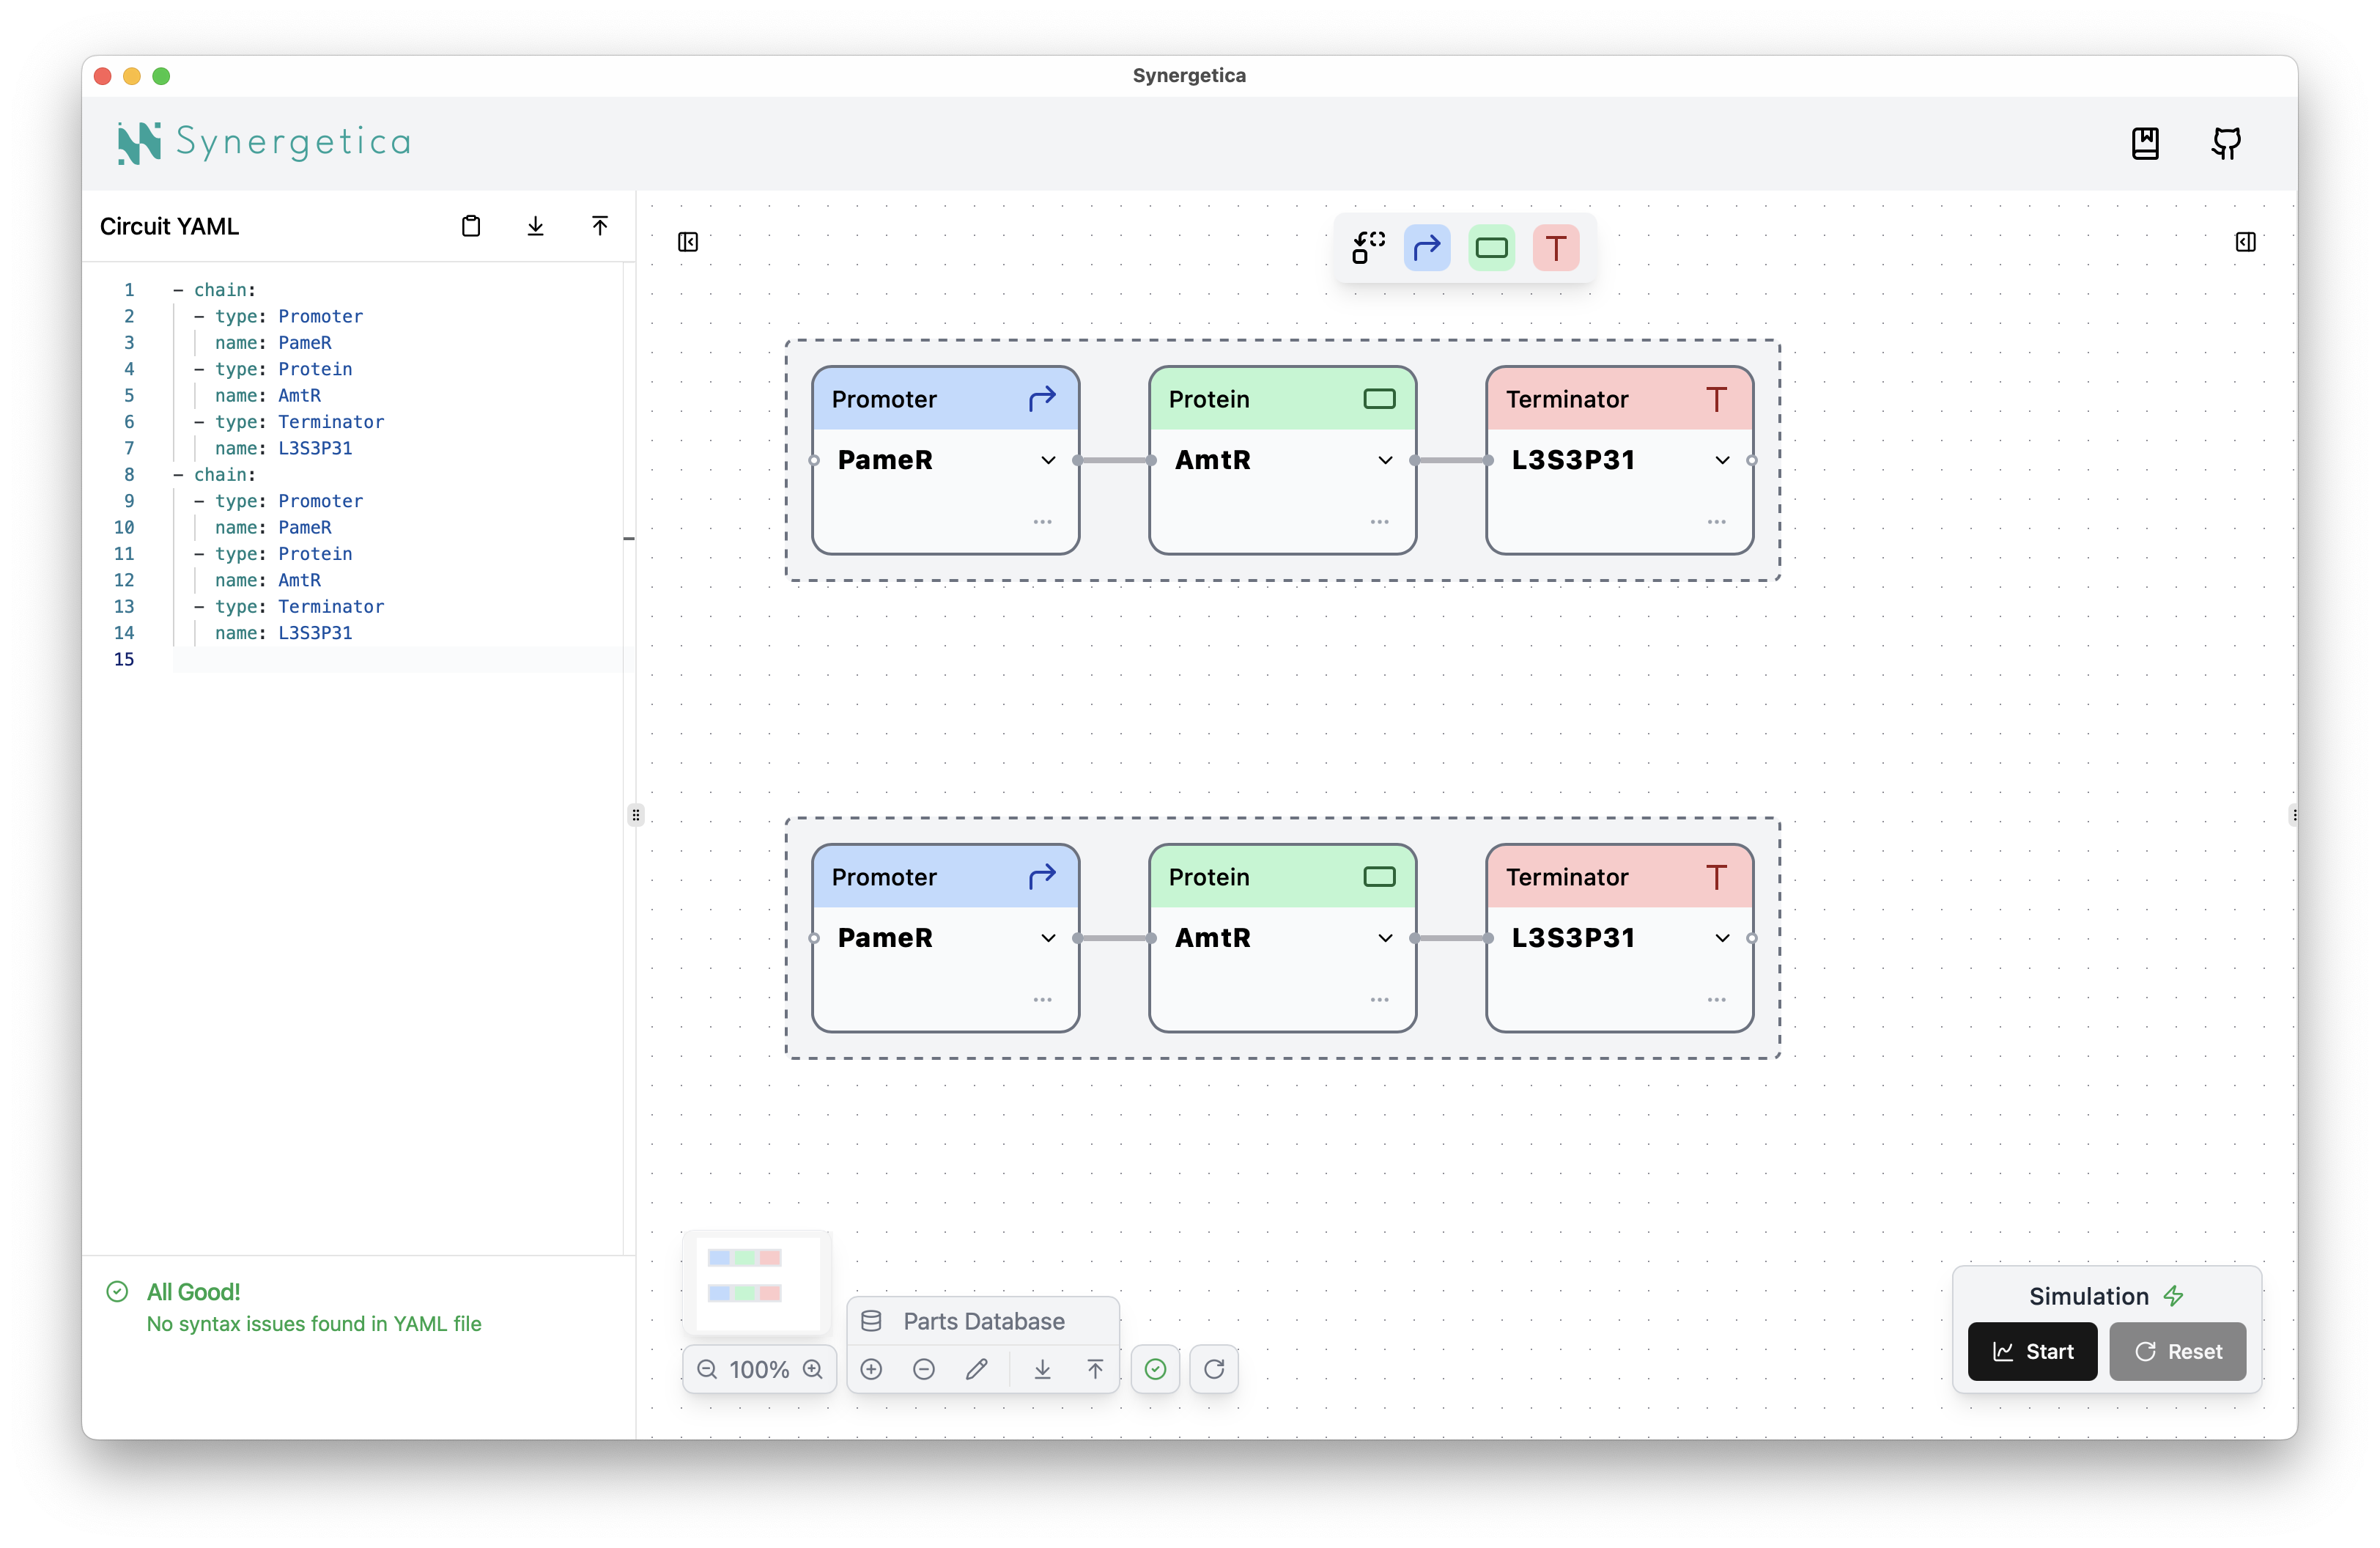 Synergetica
Synergetica
Circuit YAML
1 - chain:
2 - type: Promoter
3 name: PameR
4 - type: Protein
5 name: AmtR
6 - type: Terminator
7 name: L3S3P31
8 - chain:
9 - type: Promoter
10 name: PameR
11 - type: Protein
12 name: AmtR
13 - type: Terminator
14 name: L3S3P31
15
All Good!
No syntax issues found in YAML file
Promoter Protein Terminator
PameR AmtR L3S3P31
... ... ...
Promoter Protein Terminator
PameR AmtR L3S3P31
... ... ...
Parts Database
100%
Simulation
Start Reset